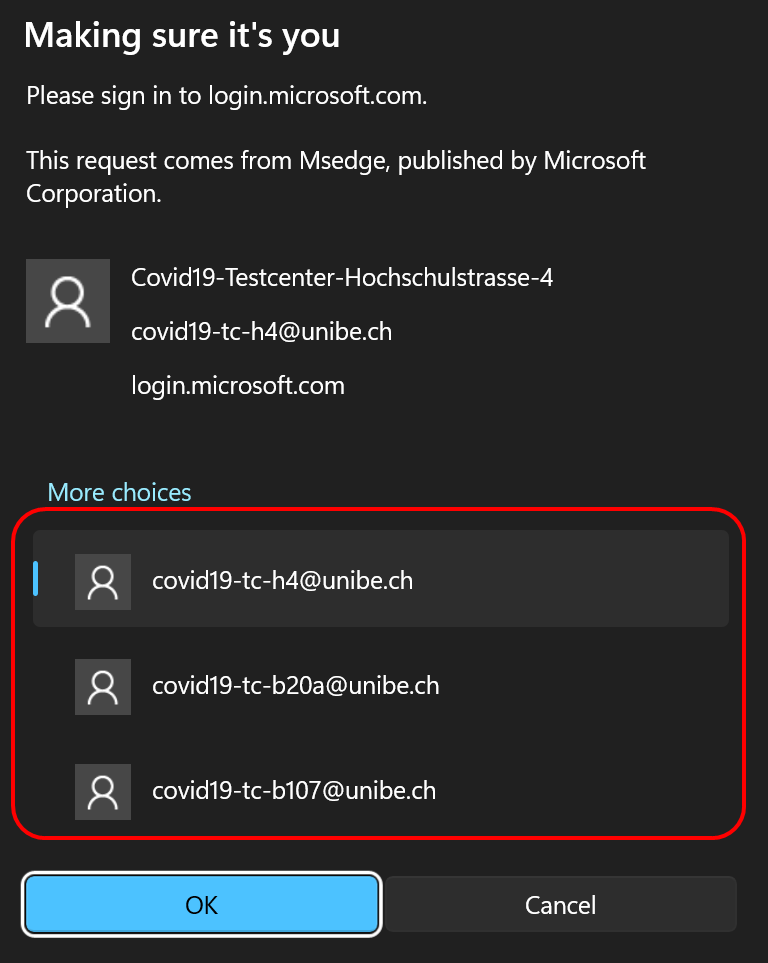 Making sure it's you
Please sign in to login.microsoft.com.
This request comes from Msedge, published by Microsoft
Corporation.
Covid19-Testcenter-Hochschulstrasse-4
covid19-tc-h4@unibe.ch
login.microsoft.com
More choices
covid19-tc-h4@unibe.ch
covid19-tc-b20a@unibe.ch
covid19-tc-b107@unibe.ch
OK
Cancel